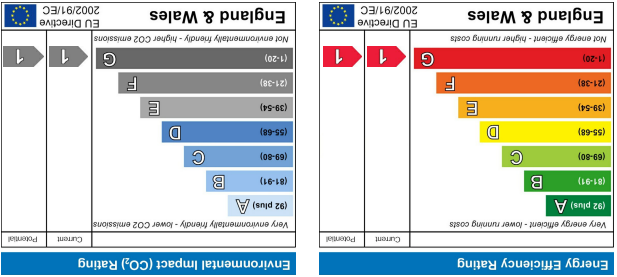 Energy Efficiency Rating
Current Potential
Very energy efficient - lower running costs
(92 plus) A
(81-91) B
(69-80) C
(55-68) D
(39-54) E
(21-38) F
(1-20) G
1 1
Not energy efficient - higher running costs
England & Wales
EU Directive
2002/91/EC
Environmental Impact (CO₂) Rating
Current Potential
Very environmentally friendly - lower CO2 emissions
(92 plus) A
(81-91) B
(69-80) C
(55-68) D
(39-54) E
(21-38) F
(1-20) G
1 1
Not environmentally friendly - higher CO2 emissions
England & Wales
EU Directive
2002/91/EC